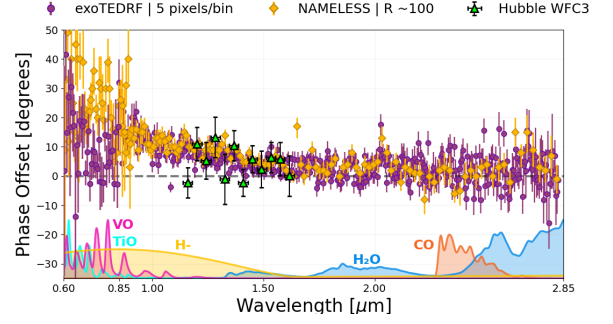 exoTEDRF | 5 pixels/bin NAMELESS | R ~100 Hubble WFC3
Phase Offset [degrees]
50
40
30
20
10
0
−10
−20
−30
VO
TiO
H-
H₂O
CO
0.60 0.85 1.00 1.50 2.00 2.85
Wavelength [μm]